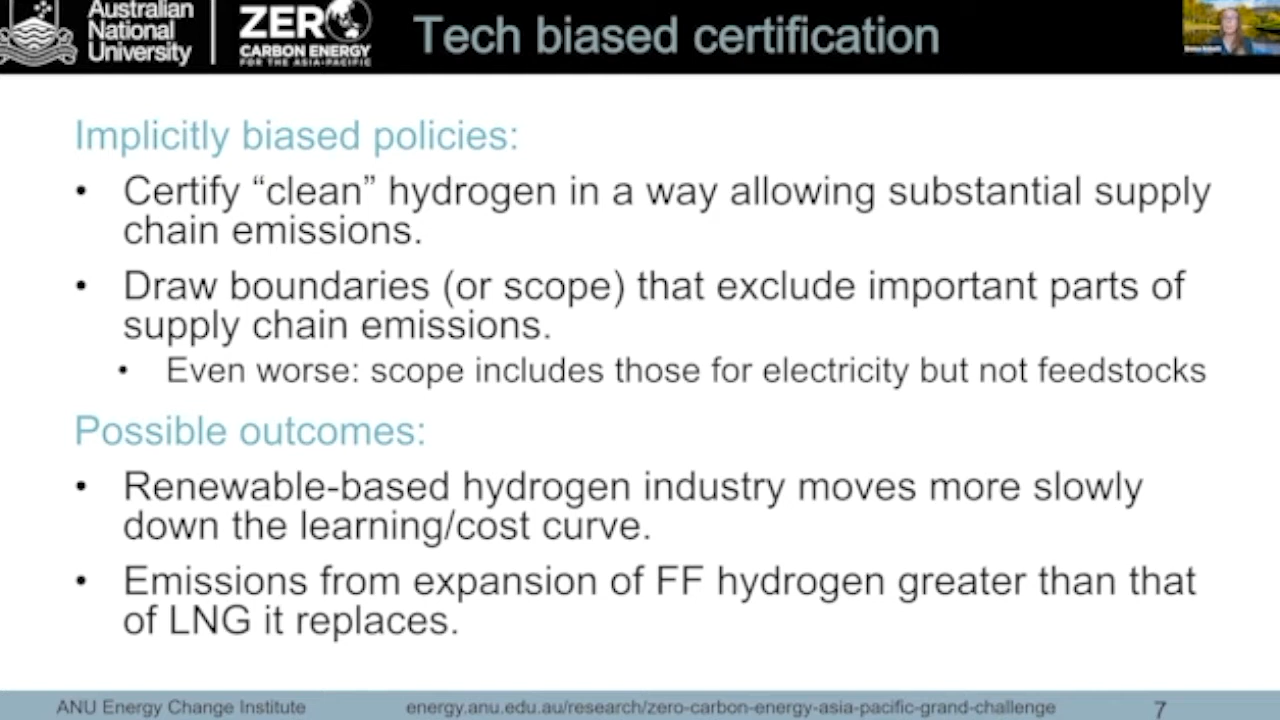 Australian
National
University
ZERO
CARBON ENERGY
FOR THE ASIA-PACIFIC
Tech biased certification
Implicitly biased policies:
• Certify “clean” hydrogen in a way allowing substantial supply
chain emissions.
• Draw boundaries (or scope) that exclude important parts of
supply chain emissions.
• Even worse: scope includes those for electricity but not feedstocks
Possible outcomes:
• Renewable-based hydrogen industry moves more slowly
down the learning/cost curve.
• Emissions from expansion of FF hydrogen greater than that
of LNG it replaces.
ANU Energy Change Institute
energy.anu.edu.au/research/zero-carbon-energy-asia-pacific-grand-challenge
7